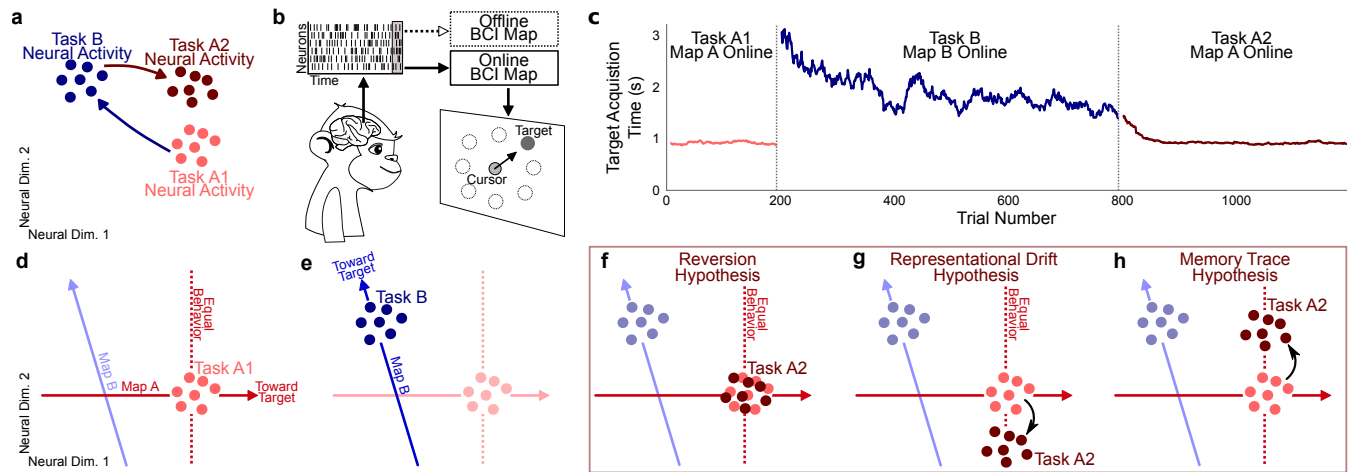 a
Task B
Neural Activity
Task A2
Neural Activity
Task A1
Neural Activity
Neural Dim. 2
Neural Dim. 1
b
Neurons
Time
Offline
BCI Map
Online
BCI Map
Target
Cursor
c
Target Acquistion
Time (s)
3
2
1
0
Task A1
Map A Online
Task B
Map B Online
Task A2
Map A Online
0
200
400
600
800
1000
Trial Number
d
Equal
Behavior
Task A1
Map B
Map A
Toward
Target
Neural Dim. 2
Neural Dim. 1
e
Toward
Target
Task B
Map B
f
Reversion
Hypothesis
Equal
Behavior
Task A2
g
Representational Drift
Hypothesis
Equal
Behavior
Task A2
h
Memory Trace
Hypothesis
Task A2